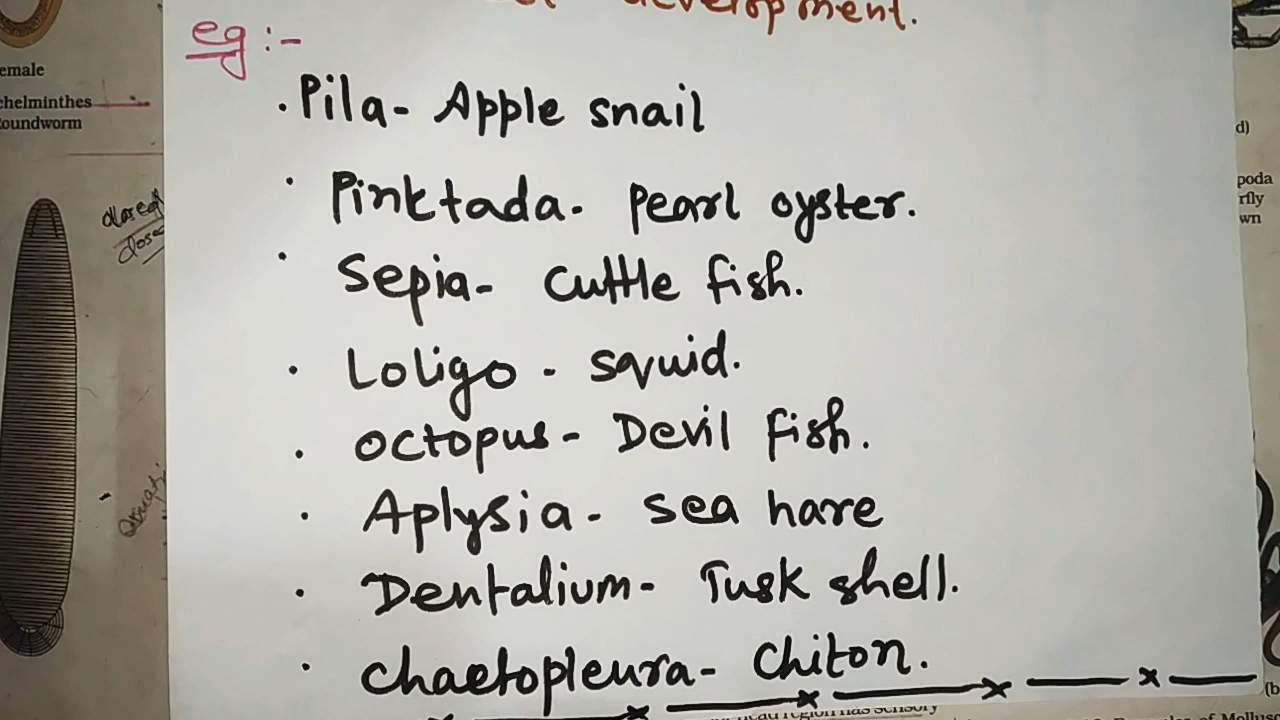 development.
eg :-
. Pila - Apple snail
. Pinktada - Pearl oyster.
. Sepia - Cuttle fish.
. Loligo - squid.
. Octopus - Devil fish.
. Aplysia - sea hare
. Dentalium - Tusk shell.
. Chaetopleura - Chiton.
emale
chelminthes
oundworm
d)
poda
rfly
wn
(b